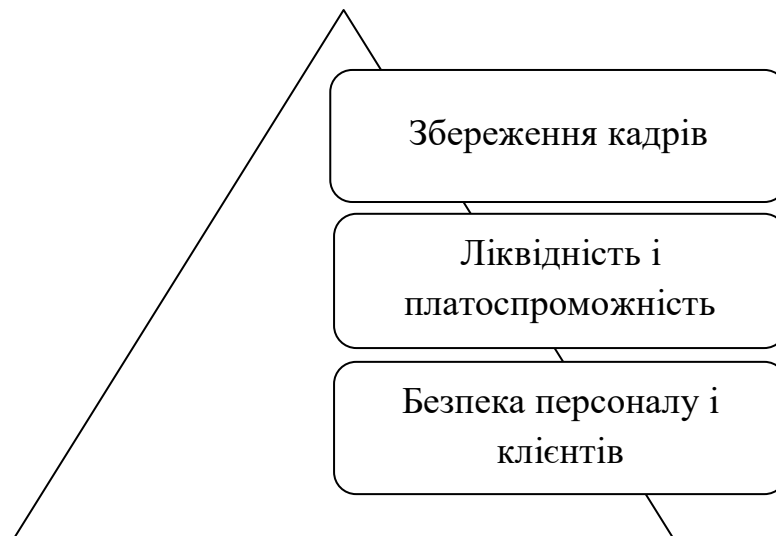 Збереження кадрів
Ліквідність і
платоспроможність
Безпека персоналу і
клієнтів